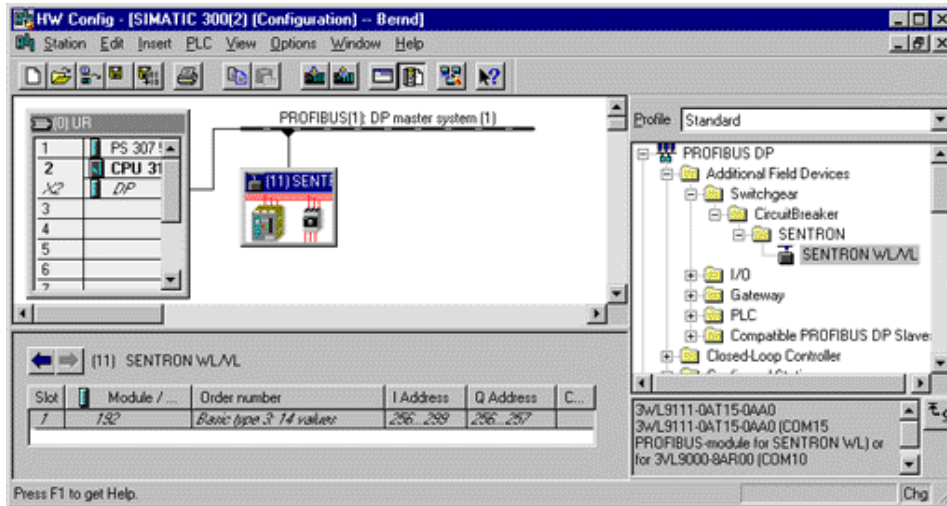 HW Config - [SIMATIC 300(2) (Configuration) -- Bernd]
Station Edit Insert PLC View Options Window Help
(0) UR
1 PS 307
2 CPU 31
X2 DP
3
4
5
6
7
PROFIBUS(1): DP master system (1)
(11) SENT
Profile Standard
PROFIBUS DP
Additional Field Devices
Switchgear
CircuitBreaker
SENTRON
SENTRON WL/VL
I/O
Gateway
PLC
Compatible PROFIBUS DP Slave
Closed-Loop Controller
(11) SENTRON WL/VL
Slot Module / ... Order number I Address Q Address C...
1 192 Basic type 3: 14 values 256...299 256...257
3WL9111-0AT15-0AA0
3WL9111-0AT15-0AA0 (COM15
PROFIBUS-module for SENTRON WL) or
for 3VL9000-8AR00 (COM10
Press F1 to get Help.
Chg